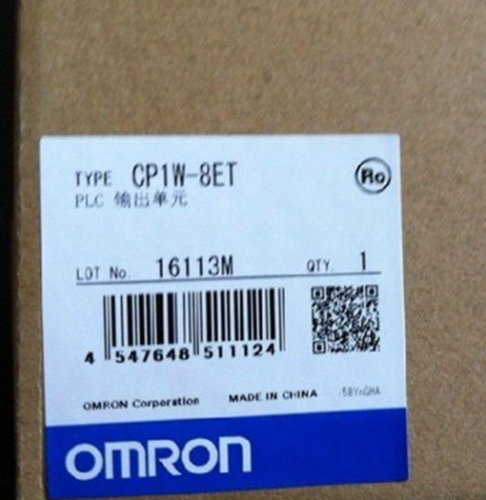 TYPE CP1W-8ET
Ro
PLC 输出单元
LOT No. 16113M QTY. 1
4 547648 511124
OMRON Corporation MADE IN CHINA
OMRON